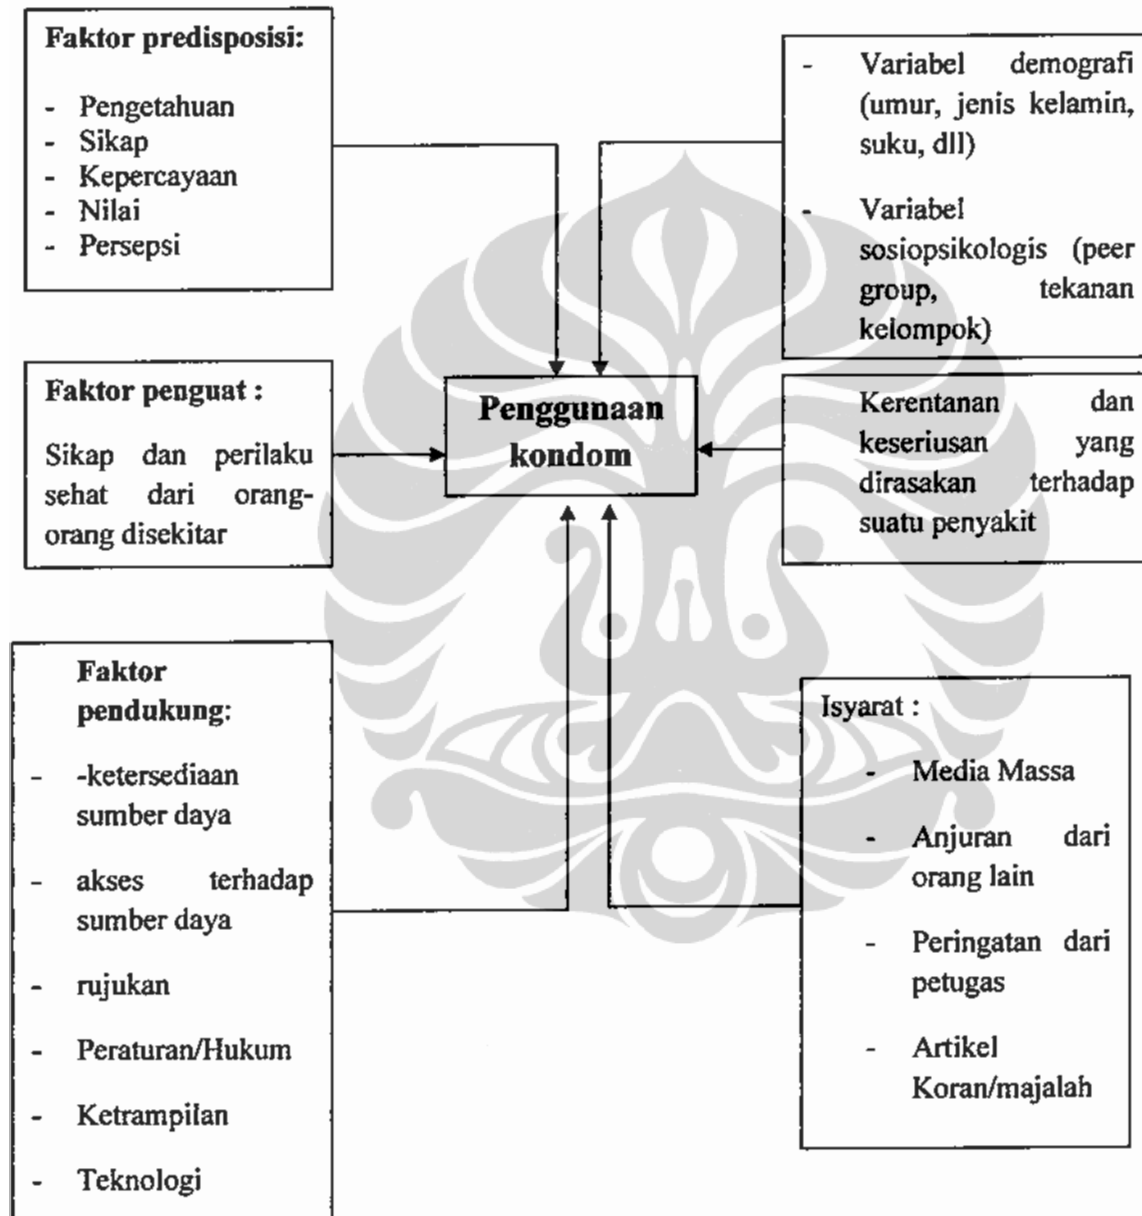 Faktor predisposisi:
- Pengetahuan
- Sikap
- Kepercayaan
- Nilai
- Persepsi
- Variabel demografi
(umur, jenis kelamin,
suku, dll)
- Variabel
sosiopsikologis (peer
group, tekanan
kelompok)
Faktor penguat :
Sikap dan perilaku
sehat dari orang-
orang disekitar
Penggunaan
kondom
Kerentanan dan
keseriusan yang
dirasakan terhadap
suatu penyakit
Faktor
pendukung:
- -ketersediaan
sumber daya
- akses terhadap
sumber daya
- rujukan
- Peraturan/Hukum
- Ketrampilan
- Teknologi
Isyarat :
- Media Massa
- Anjuran dari
orang lain
- Peringatan dari
petugas
- Artikel
Koran/majalah